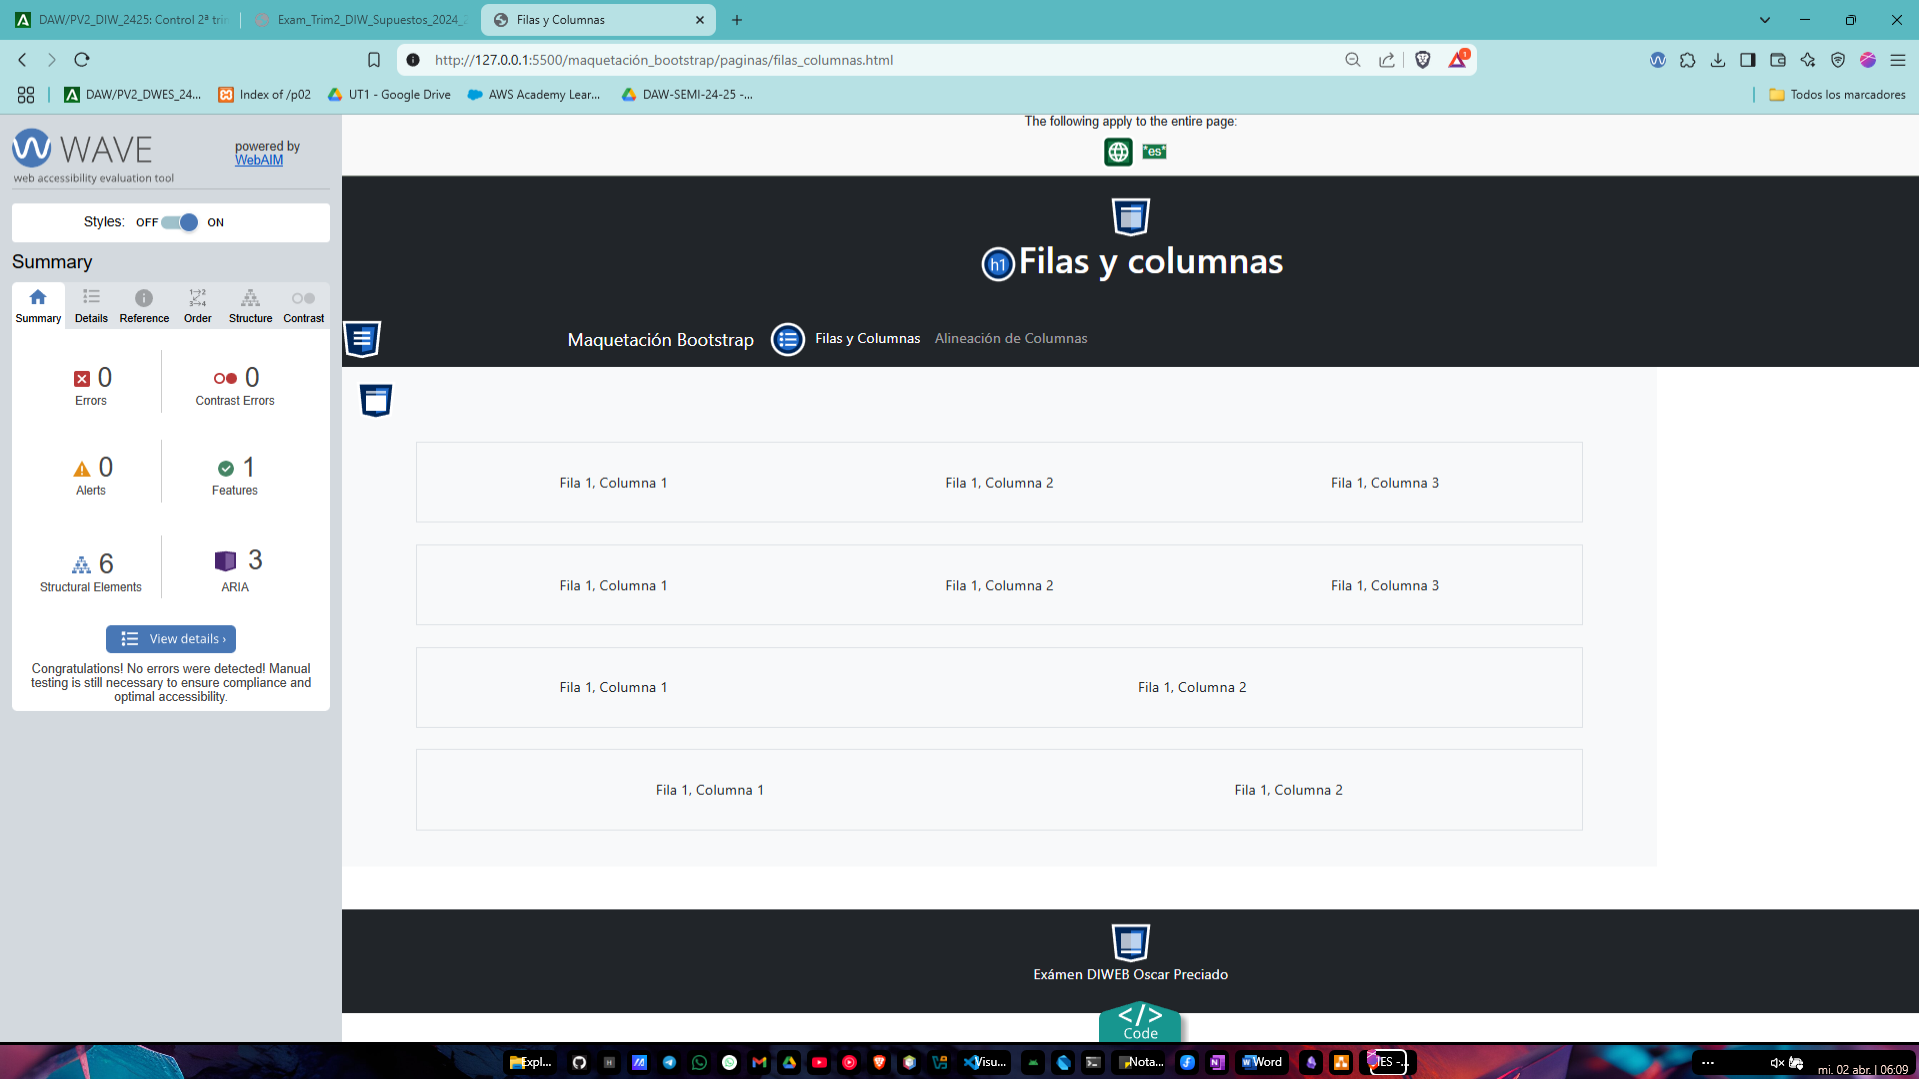 DAW/PV2_DIW_2425: Control 2ª tri
Exam_Trim2_DIW_Supuestos_2024_2
Filas y Columnas
http://127.0.0.1:5500/maquetación_bootstrap/paginas/filas_columnas.html
1
DAW/PV2_DWES_24...
Index of /p02
UT1 - Google Drive
AWS Academy Lear...
DAW-SEMI-24-25 -...
Todos los marcadores
WAVE
web accessibility evaluation tool
powered by
WebAIM
Styles: OFF ON
Summary
Summary
Details
Reference
Order
Structure
Contrast
0
Errors
0
Contrast Errors
0
Alerts
1
Features
6
Structural Elements
3
ARIA
View details ›
Congratulations! No errors were detected! Manual
testing is still necessary to ensure compliance and
optimal accessibility.
The following apply to the entire page:
*es*
h1 Filas y columnas
Maquetación Bootstrap
Filas y Columnas
Alineación de Columnas
Fila 1, Columna 1
Fila 1, Columna 2
Fila 1, Columna 3
Fila 1, Columna 1
Fila 1, Columna 2
Fila 1, Columna 3
Fila 1, Columna 1
Fila 1, Columna 2
Fila 1, Columna 1
Fila 1, Columna 2
Exámen DIWEB Oscar Preciado
</>
Code
Expl...
Visu...
Nota...
Word
IES -...
mi. 02 abr. | 06:09